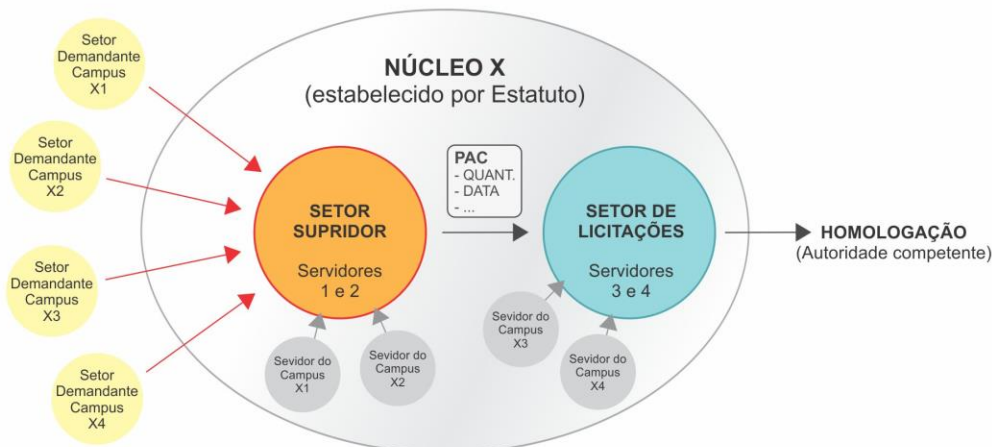 Setor
Demandante
Campus
X1
Setor
Demandante
Campus
X2
Setor
Demandante
Campus
X3
Setor
Demandante
Campus
X4
NÚCLEO X
(estabelecido por Estatuto)
SETOR
SUPRIDOR
Servidores
1 e 2
PAC
- QUANT.
- DATA
- ...
SETOR DE
LICITAÇÕES
Servidores
3 e 4
HOMOLOGAÇÃO
(Autoridade competente)
Sevidor do
Campus
X1
Sevidor do
Campus
X2
Sevidor do
Campus
X3
Sevidor do
Campus
X4